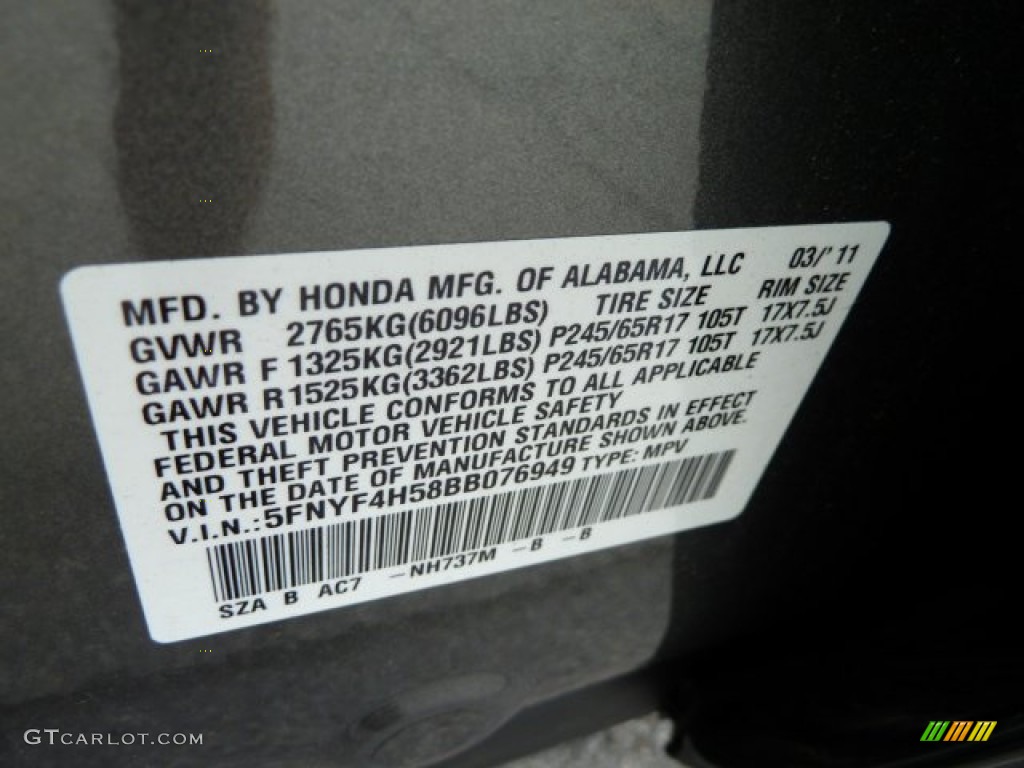 MFD. BY HONDA MFG. OF ALABAMA, LLC 03/'11
GVWR 2765KG(6096LBS) TIRE SIZE RIM SIZE
GAWR F 1325KG(2921LBS) P245/65R17 105T 17X7.5J
GAWR R 1525KG(3362LBS) P245/65R17 105T 17X7.5J
THIS VEHICLE CONFORMS TO ALL APPLICABLE
FEDERAL MOTOR VEHICLE SAFETY
AND THEFT PREVENTION STANDARDS IN EFFECT
ON THE DATE OF MANUFACTURE SHOWN ABOVE.
V.I.N.: 5FNYF4H58BB076949 TYPE: MPV
SZA B AC7 -NH737M -B -B
GTCARLOT.COM